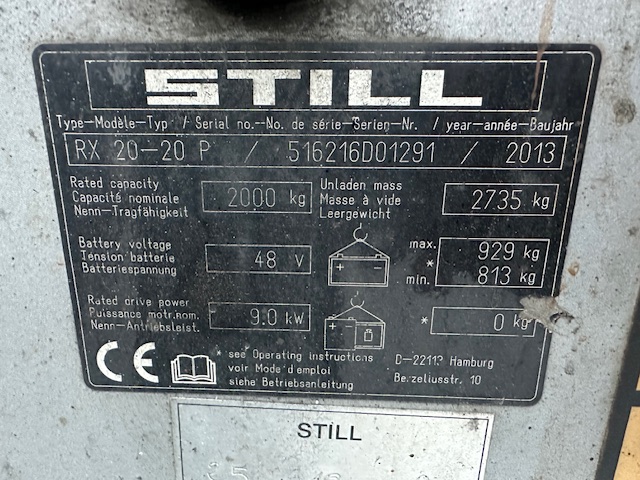 STILL
Type-Modèle-Typ / Serial no.-No. de série-Serien-Nr. / year-année-Baujahr
RX 20-20 P / 516216D01291 / 2013
Rated capacity
Capacité nominale
Nenn-Tragfähigkeit
2000 kg
Unladen mass
Masse à vide
Leergewicht
2735 kg
Battery voltage
Tension batterie
Batteriespannung
48 V
max. 929 kg
*
min. 813 kg
Rated drive power
Puissance motr.nom.
Nenn-Antriebsleist.
9.0 kW
* 0 kg
CE
* see Operating instructions
voir Mode d'emploi
siehe Betriebsanleitung
D-22113 Hamburg
Berzeliusstr. 10
STILL